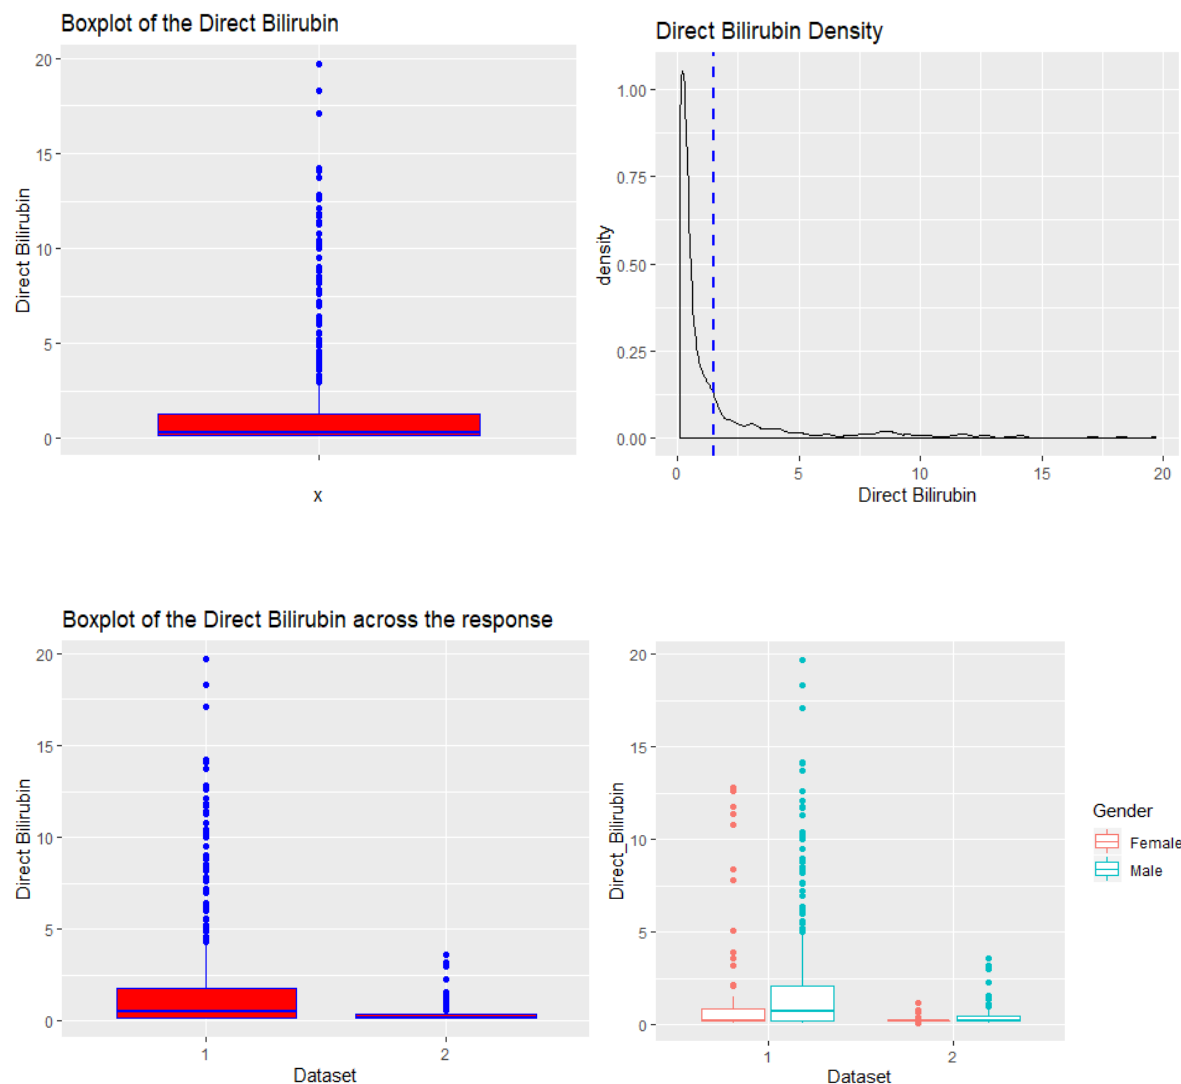 Boxplot of the Direct Bilirubin
20
15
10
5
0
Direct Bilirubin
x
Direct Bilirubin Density
1.00
0.75
0.50
0.25
0.00
density
0
5
10
15
20
Direct Bilirubin
Boxplot of the Direct Bilirubin across the response
20
15
10
5
0
Direct Bilirubin
1
2
Dataset
20
15
10
5
0
Direct_Bilirubin
1
2
Dataset
Gender
Female
Male